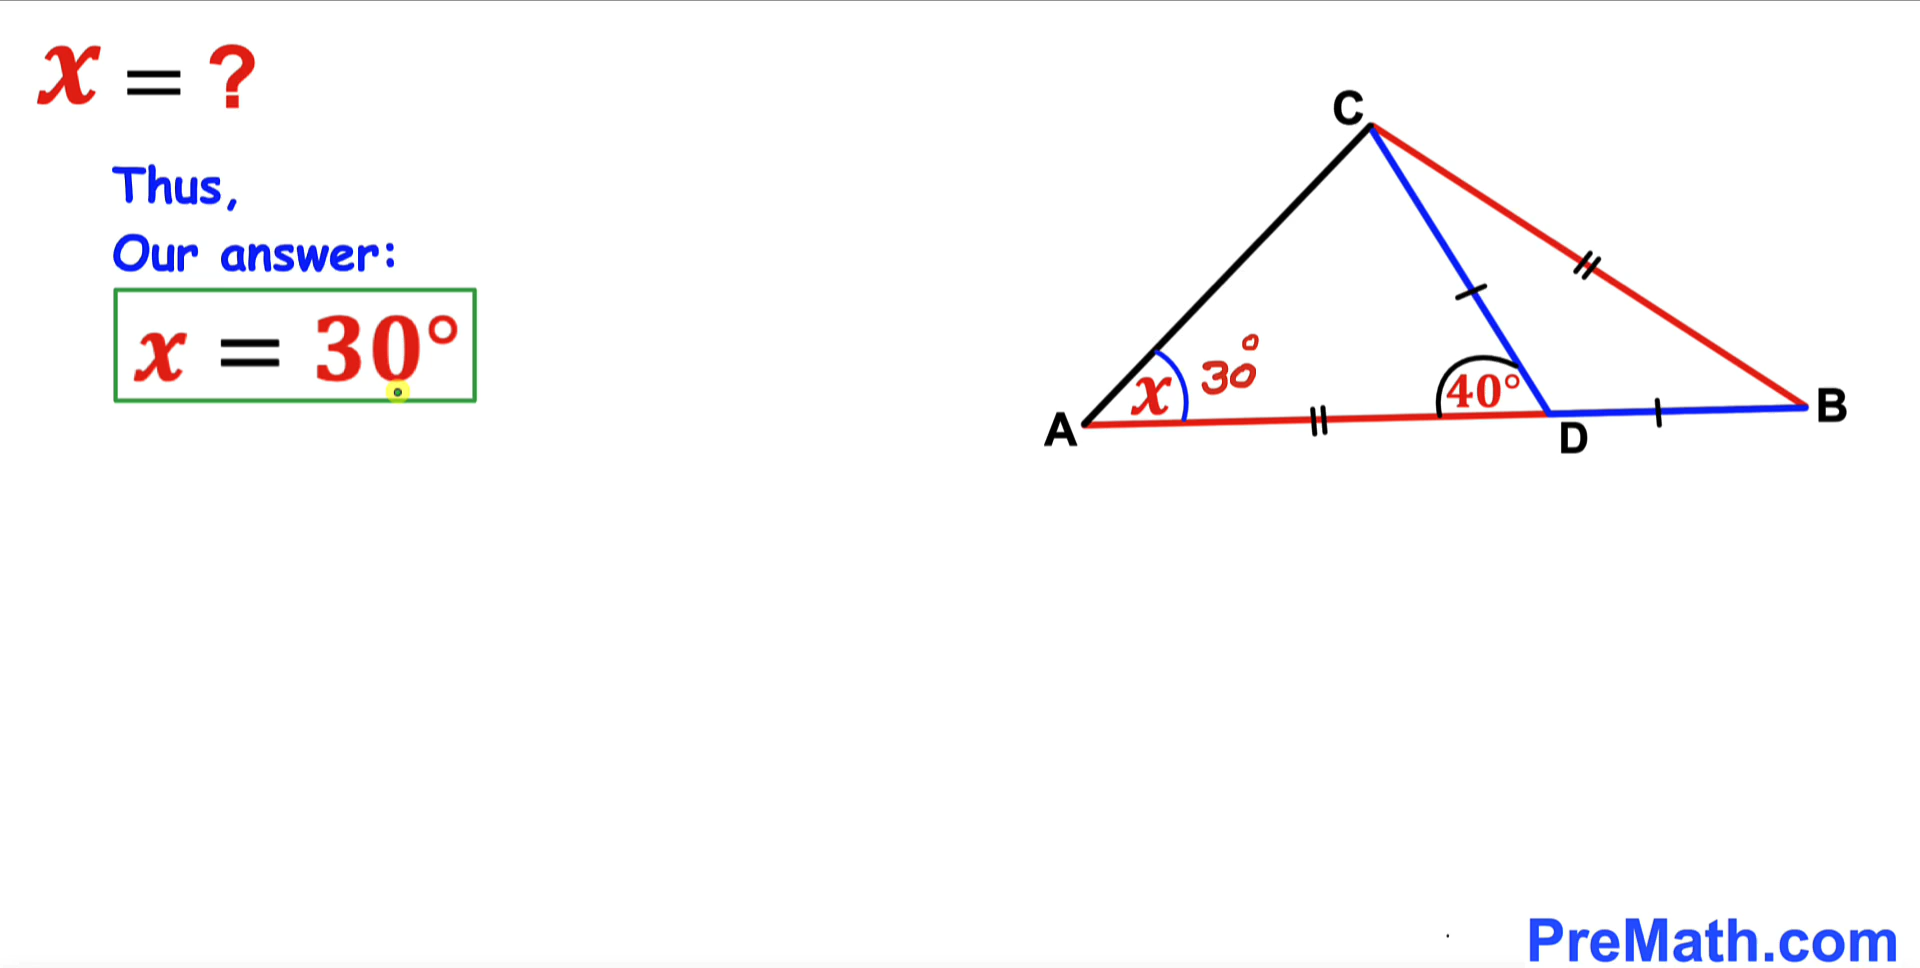 x = ?
Thus,
Our answer:
x = 30°
C
x 30°
40°
A
D
B
PreMath.com